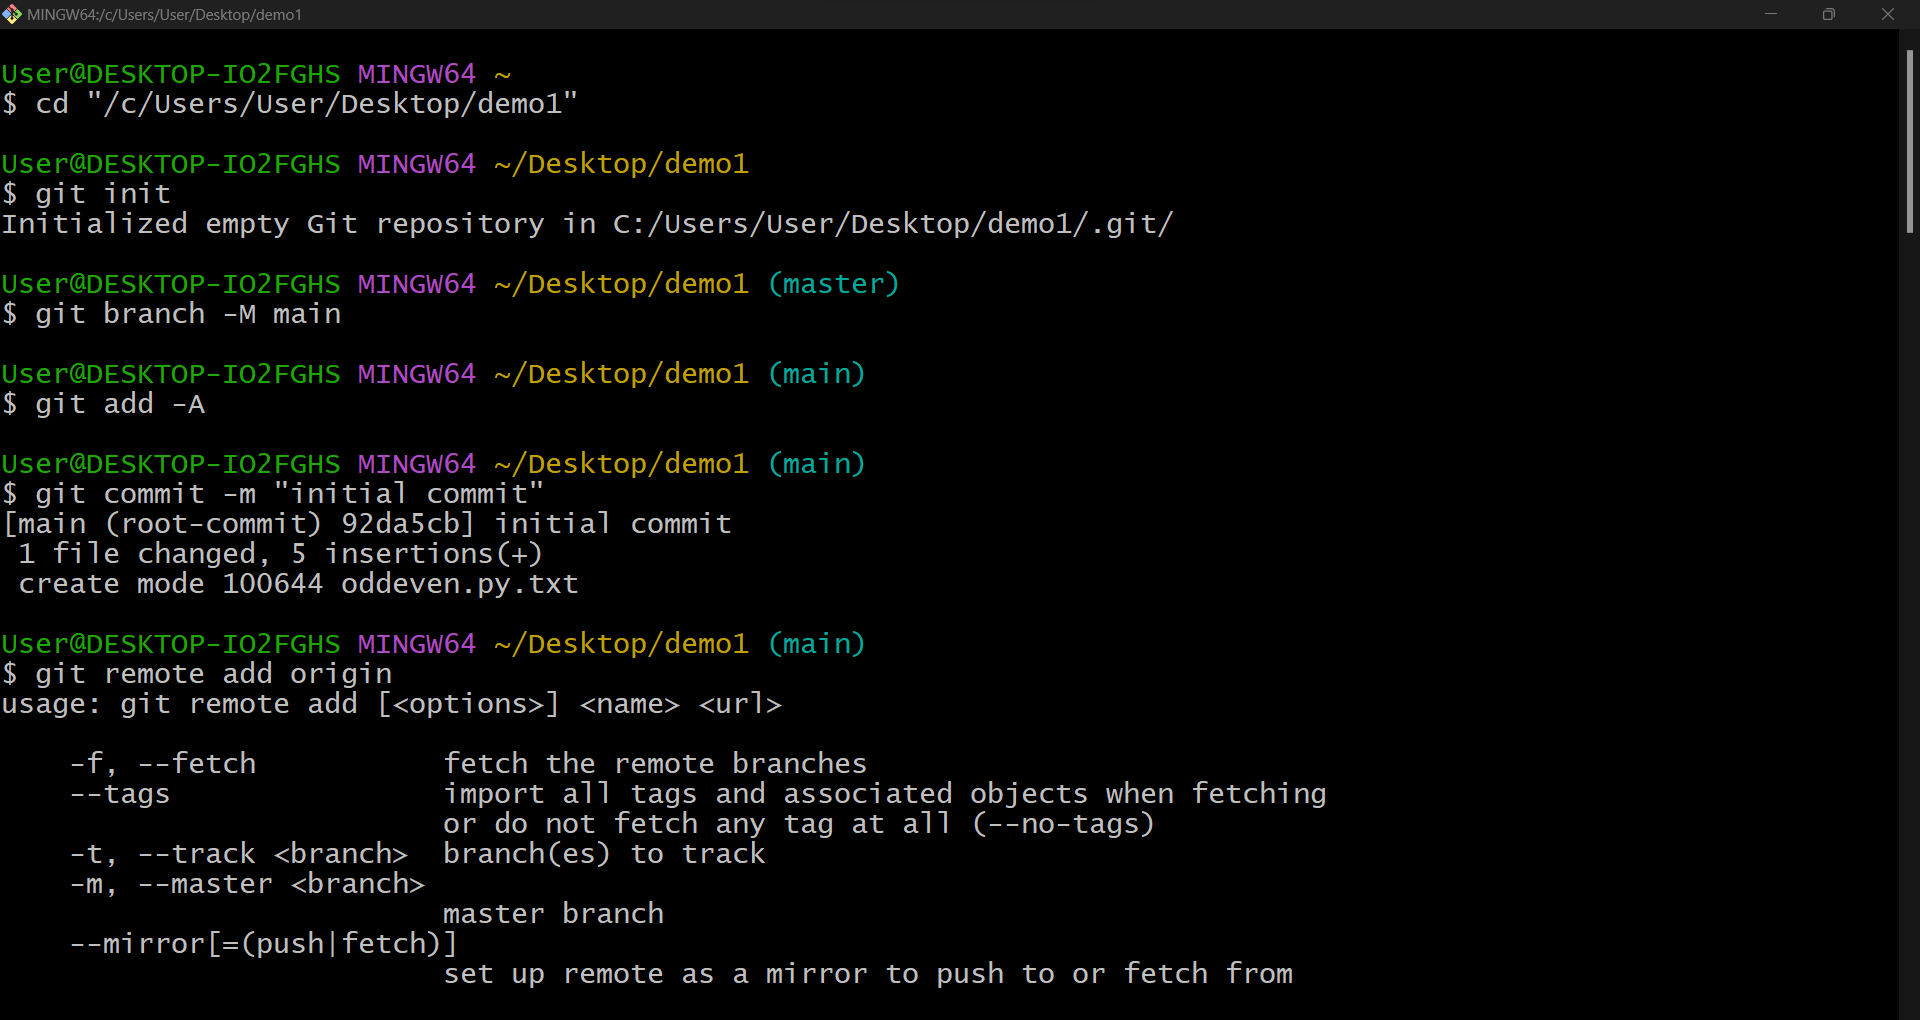 MINGW64:/c/Users/User/Desktop/demo1
User@DESKTOP-IO2FGHS MINGW64 ~
$ cd "/c/Users/User/Desktop/demo1"
User@DESKTOP-IO2FGHS MINGW64 ~/Desktop/demo1
$ git init
Initialized empty Git repository in C:/Users/User/Desktop/demo1/.git/
User@DESKTOP-IO2FGHS MINGW64 ~/Desktop/demo1 (master)
$ git branch -M main
User@DESKTOP-IO2FGHS MINGW64 ~/Desktop/demo1 (main)
$ git add -A
User@DESKTOP-IO2FGHS MINGW64 ~/Desktop/demo1 (main)
$ git commit -m "initial commit"
[main (root-commit) 92da5cb] initial commit
 1 file changed, 5 insertions(+)
 create mode 100644 oddeven.py.txt
User@DESKTOP-IO2FGHS MINGW64 ~/Desktop/demo1 (main)
$ git remote add origin
usage: git remote add [<options>] <name> <url>
    -f, --fetch           fetch the remote branches
    --tags                import all tags and associated objects when fetching
                          or do not fetch any tag at all (--no-tags)
    -t, --track <branch>  branch(es) to track
    -m, --master <branch>
                          master branch
    --mirror[=(push|fetch)]
                          set up remote as a mirror to push to or fetch from